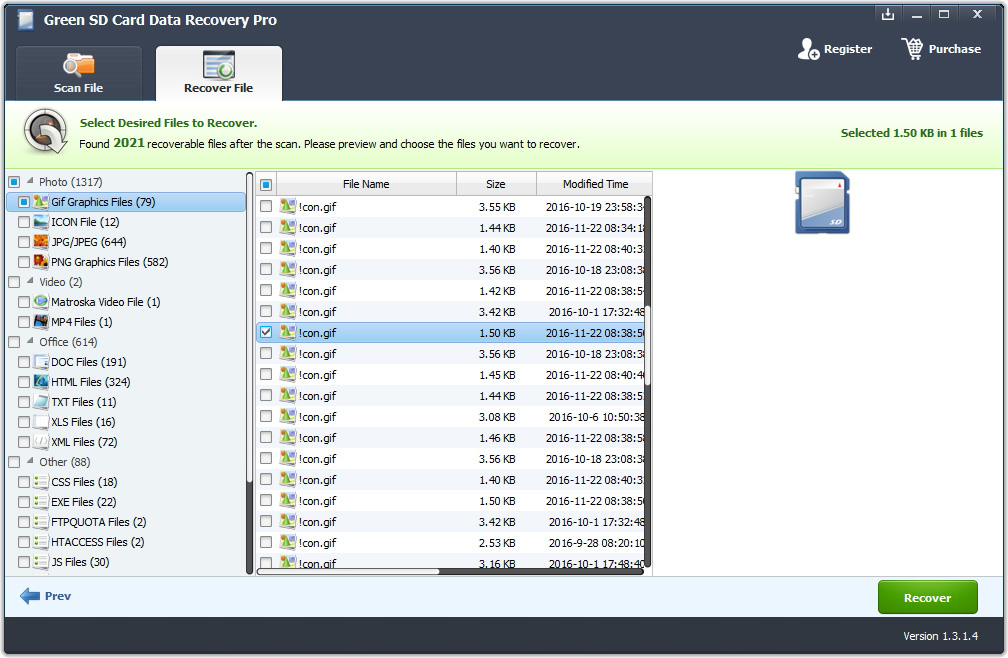 Green SD Card Data Recovery Pro
Scan File
Recover File
Register
Purchase
Select Desired Files to Recover.
Found 2021 recoverable files after the scan. Please preview and choose the files you want to recover.
Selected 1.50 KB in 1 files
Photo (1317)
Gif Graphics Files (79)
ICON File (12)
JPG/JPEG (644)
PNG Graphics Files (582)
Video (2)
Matroska Video File (1)
MP4 Files (1)
Office (614)
DOC Files (191)
HTML Files (324)
TXT Files (11)
XLS Files (16)
XML Files (72)
Other (88)
CSS Files (18)
EXE Files (22)
FTPQUOTA Files (2)
HTACCESS Files (2)
JS Files (30)
File Name Size Modified Time
!con.gif 3.55 KB 2016-10-19 23:58:3
!con.gif 1.44 KB 2016-11-22 08:34:18
!con.gif 1.40 KB 2016-11-22 08:40:3
!con.gif 3.56 KB 2016-10-18 23:08:38
!con.gif 1.42 KB 2016-11-22 08:38:5
!con.gif 3.42 KB 2016-10-1 17:32:48
!con.gif 1.50 KB 2016-11-22 08:38:50
!con.gif 3.56 KB 2016-10-18 23:08:38
!con.gif 1.45 KB 2016-11-22 08:40:40
!con.gif 1.44 KB 2016-11-22 08:38:5
!con.gif 3.08 KB 2016-10-6 10:50:38
!con.gif 1.46 KB 2016-11-22 08:38:58
!con.gif 3.56 KB 2016-10-18 23:08:38
!con.gif 1.40 KB 2016-11-22 08:40:3
!con.gif 1.50 KB 2016-11-22 08:38:50
!con.gif 3.42 KB 2016-10-1 17:32:48
!con.gif 2.53 KB 2016-9-28 08:20:10
!con.gif 3.16 KB 2016-10-1 17:48:40
SD
Prev
Recover
Version 1.3.1.4